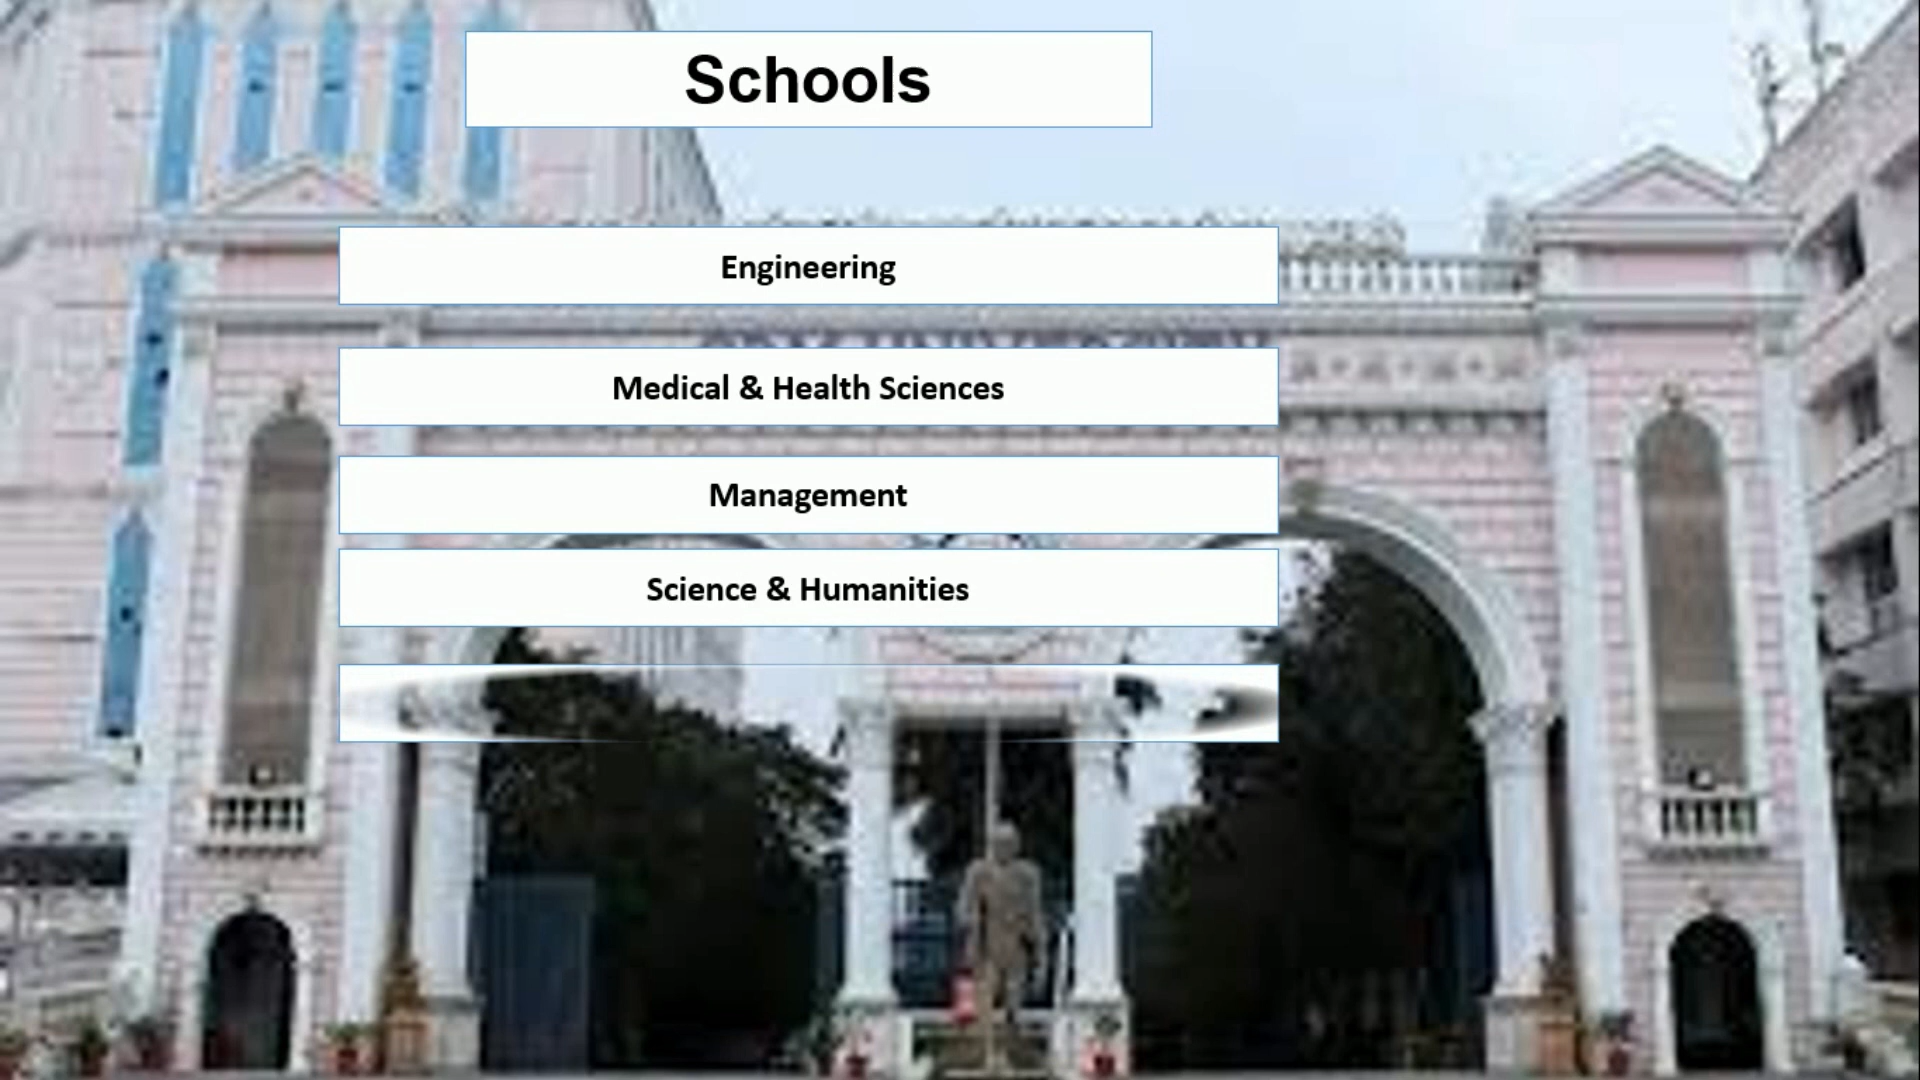 Schools
Engineering
Medical & Health Sciences
Management
Science & Humanities